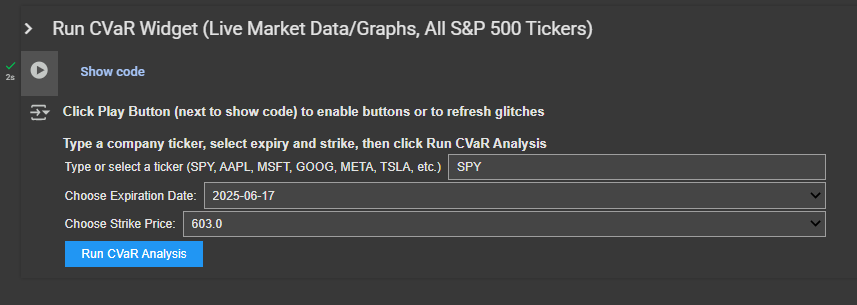 Run CVaR Widget (Live Market Data/Graphs, All S&P 500 Tickers)
2s
Show code
Click Play Button (next to show code) to enable buttons or to refresh glitches
Type a company ticker, select expiry and strike, then click Run CVaR Analysis
Type or select a ticker (SPY, AAPL, MSFT, GOOG, META, TSLA, etc.) SPY
Choose Expiration Date: 2025-06-17
Choose Strike Price: 603.0
Run CVaR Analysis